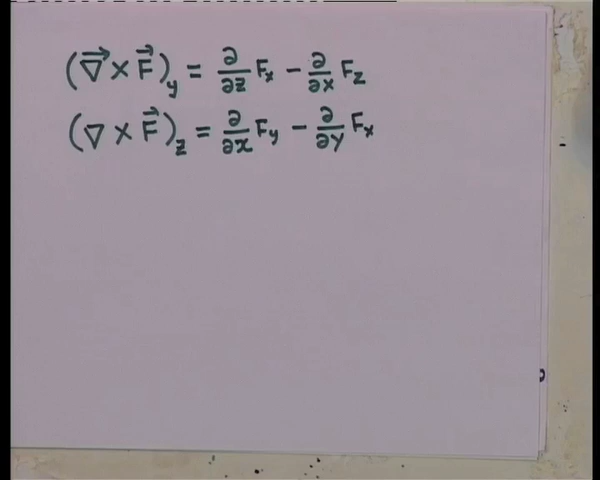 (∇⃗ × F⃗)_y = ∂/∂z F_x − ∂/∂x F_z
(∇ × F⃗)_z = ∂/∂x F_y − ∂/∂y F_x